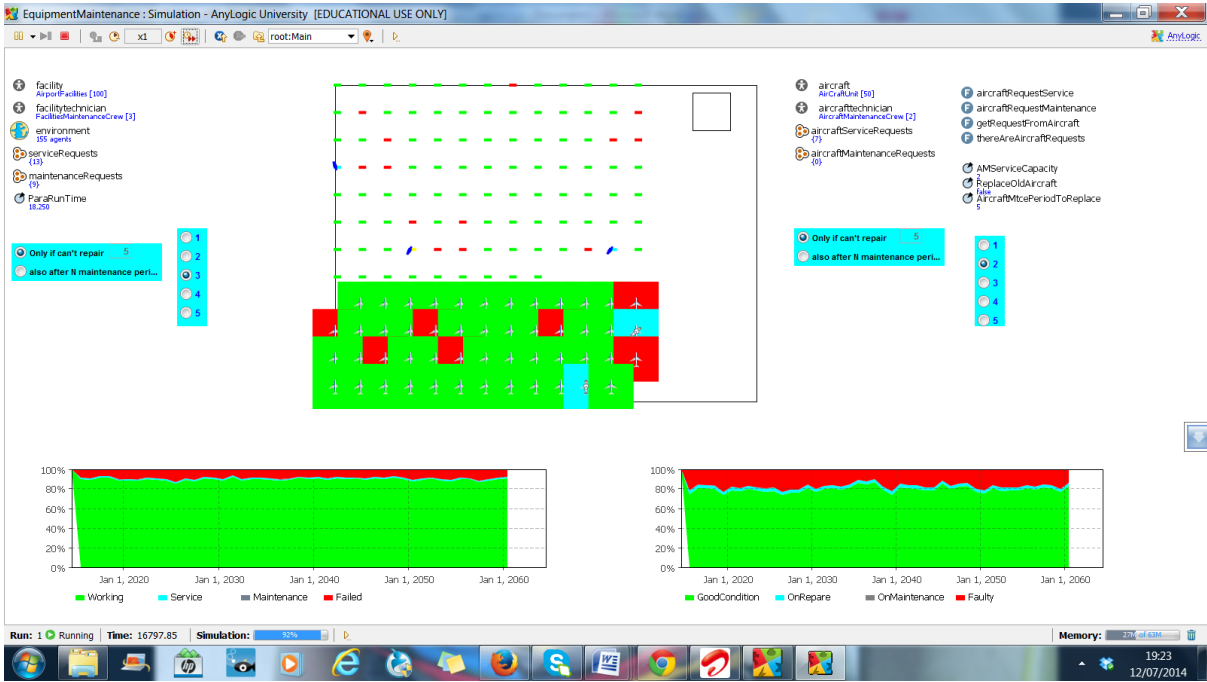 EquipmentMaintenance : Simulation - AnyLogic University [EDUCATIONAL USE ONLY]
x1
root:Main
AnyLogic
facility
AirportFacilities [100]
facilitytechnician
FacilitiesMaintenanceCrew [3]
environment
155 agents
serviceRequests
{13}
maintenanceRequests
{9}
ParaRunTime
18,250
Only if can't repair 5
also after N maintenance peri...
1
2
3
4
5
aircraft
AirCraftUnit [50]
aircrafttechnician
AircraftMaintenanceCrew [2]
aircraftServiceRequests
{7}
aircraftMaintenanceRequests
{0}
F aircraftRequestService
F aircraftRequestMaintenance
F getRequestFromAircraft
F thereAreAircraftRequests
AMServiceCapacity
2
ReplaceOldAircraft
false
AircraftMtcePeriodToReplace
5
Only if can't repair 5
also after N maintenance peri...
1
2
3
4
5
100%
80%
60%
40%
20%
0%
Jan 1, 2020 Jan 1, 2030 Jan 1, 2040 Jan 1, 2050 Jan 1, 2060
Working Service Maintenance Failed
100%
80%
60%
40%
20%
0%
Jan 1, 2020 Jan 1, 2030 Jan 1, 2040 Jan 1, 2050 Jan 1, 2060
GoodCondition OnRepare OnMaintenance Faulty
Run: 1 Running Time: 16797.85 Simulation: 92% Memory: 27M of 63M
hp
19:23
12/07/2014